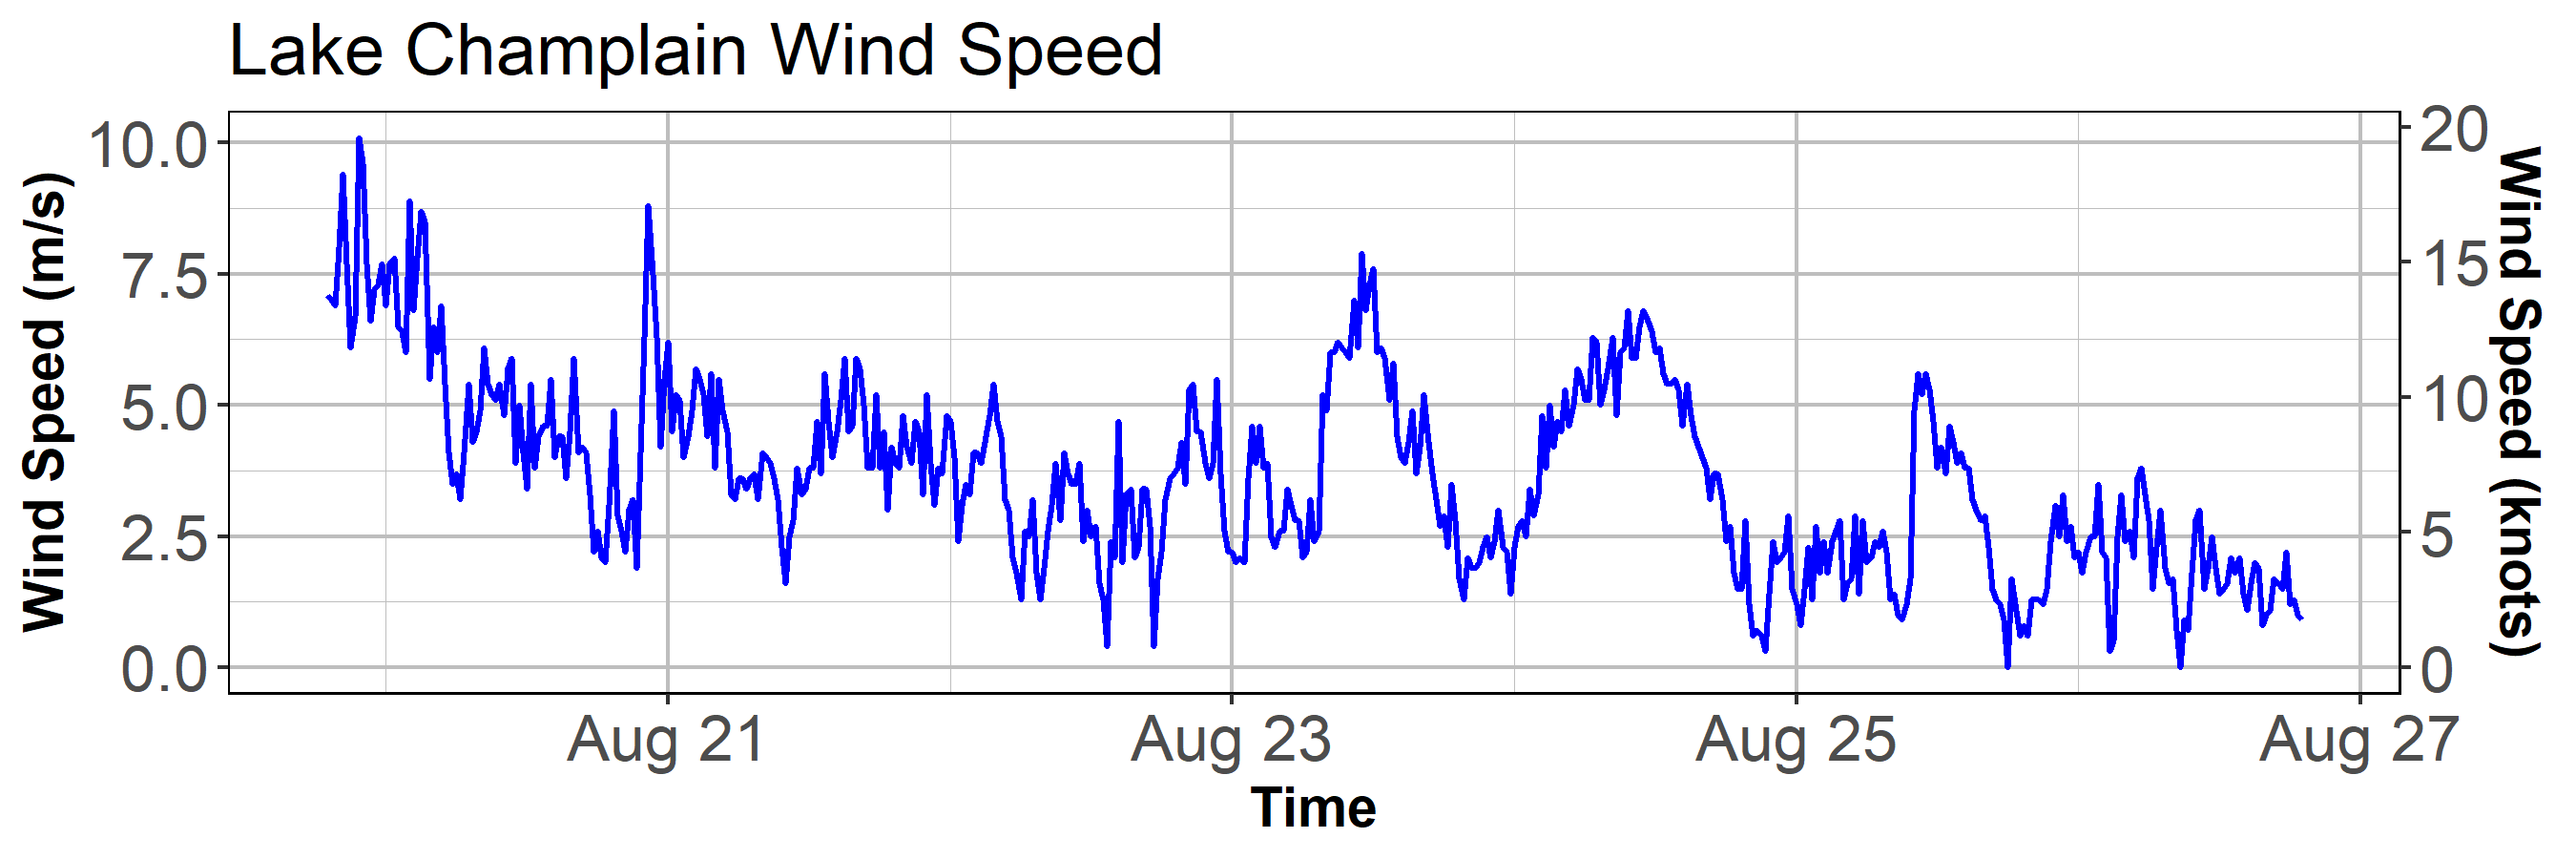 Lake Champlain Wind Speed
10.0
7.5
5.0
2.5
0.0
Wind Speed (m/s)
20
15
10
5
0
Wind Speed (knots)
Aug 21 Aug 23 Aug 25 Aug 27
Time